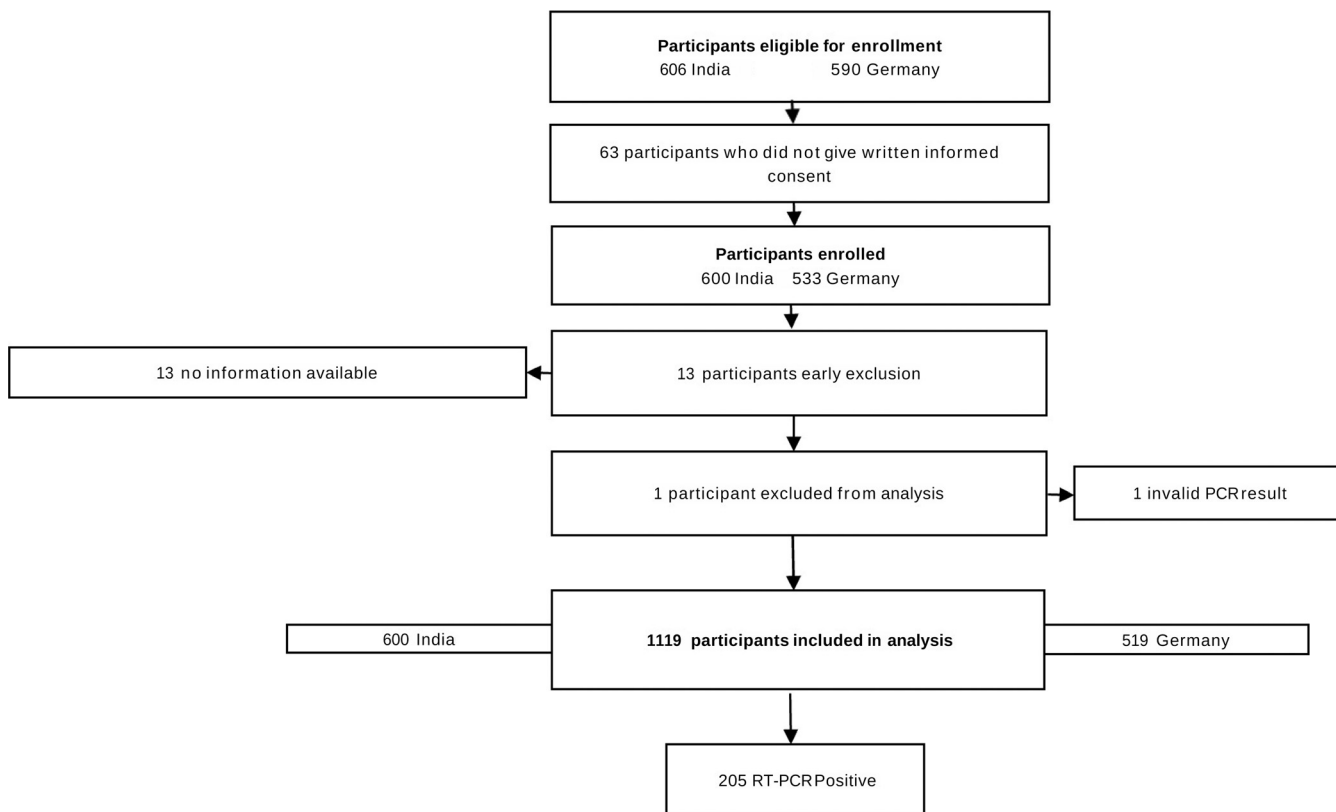 Participants eligible for enrollment
606 India 590 Germany
63 participants who did not give written informed
consent
Participants enrolled
600 India 533 Germany
13 no information available
13 participants early exclusion
1 participant excluded from analysis
1 invalid PCR result
600 India
1119 participants included in analysis
519 Germany
205 RT-PCR Positive